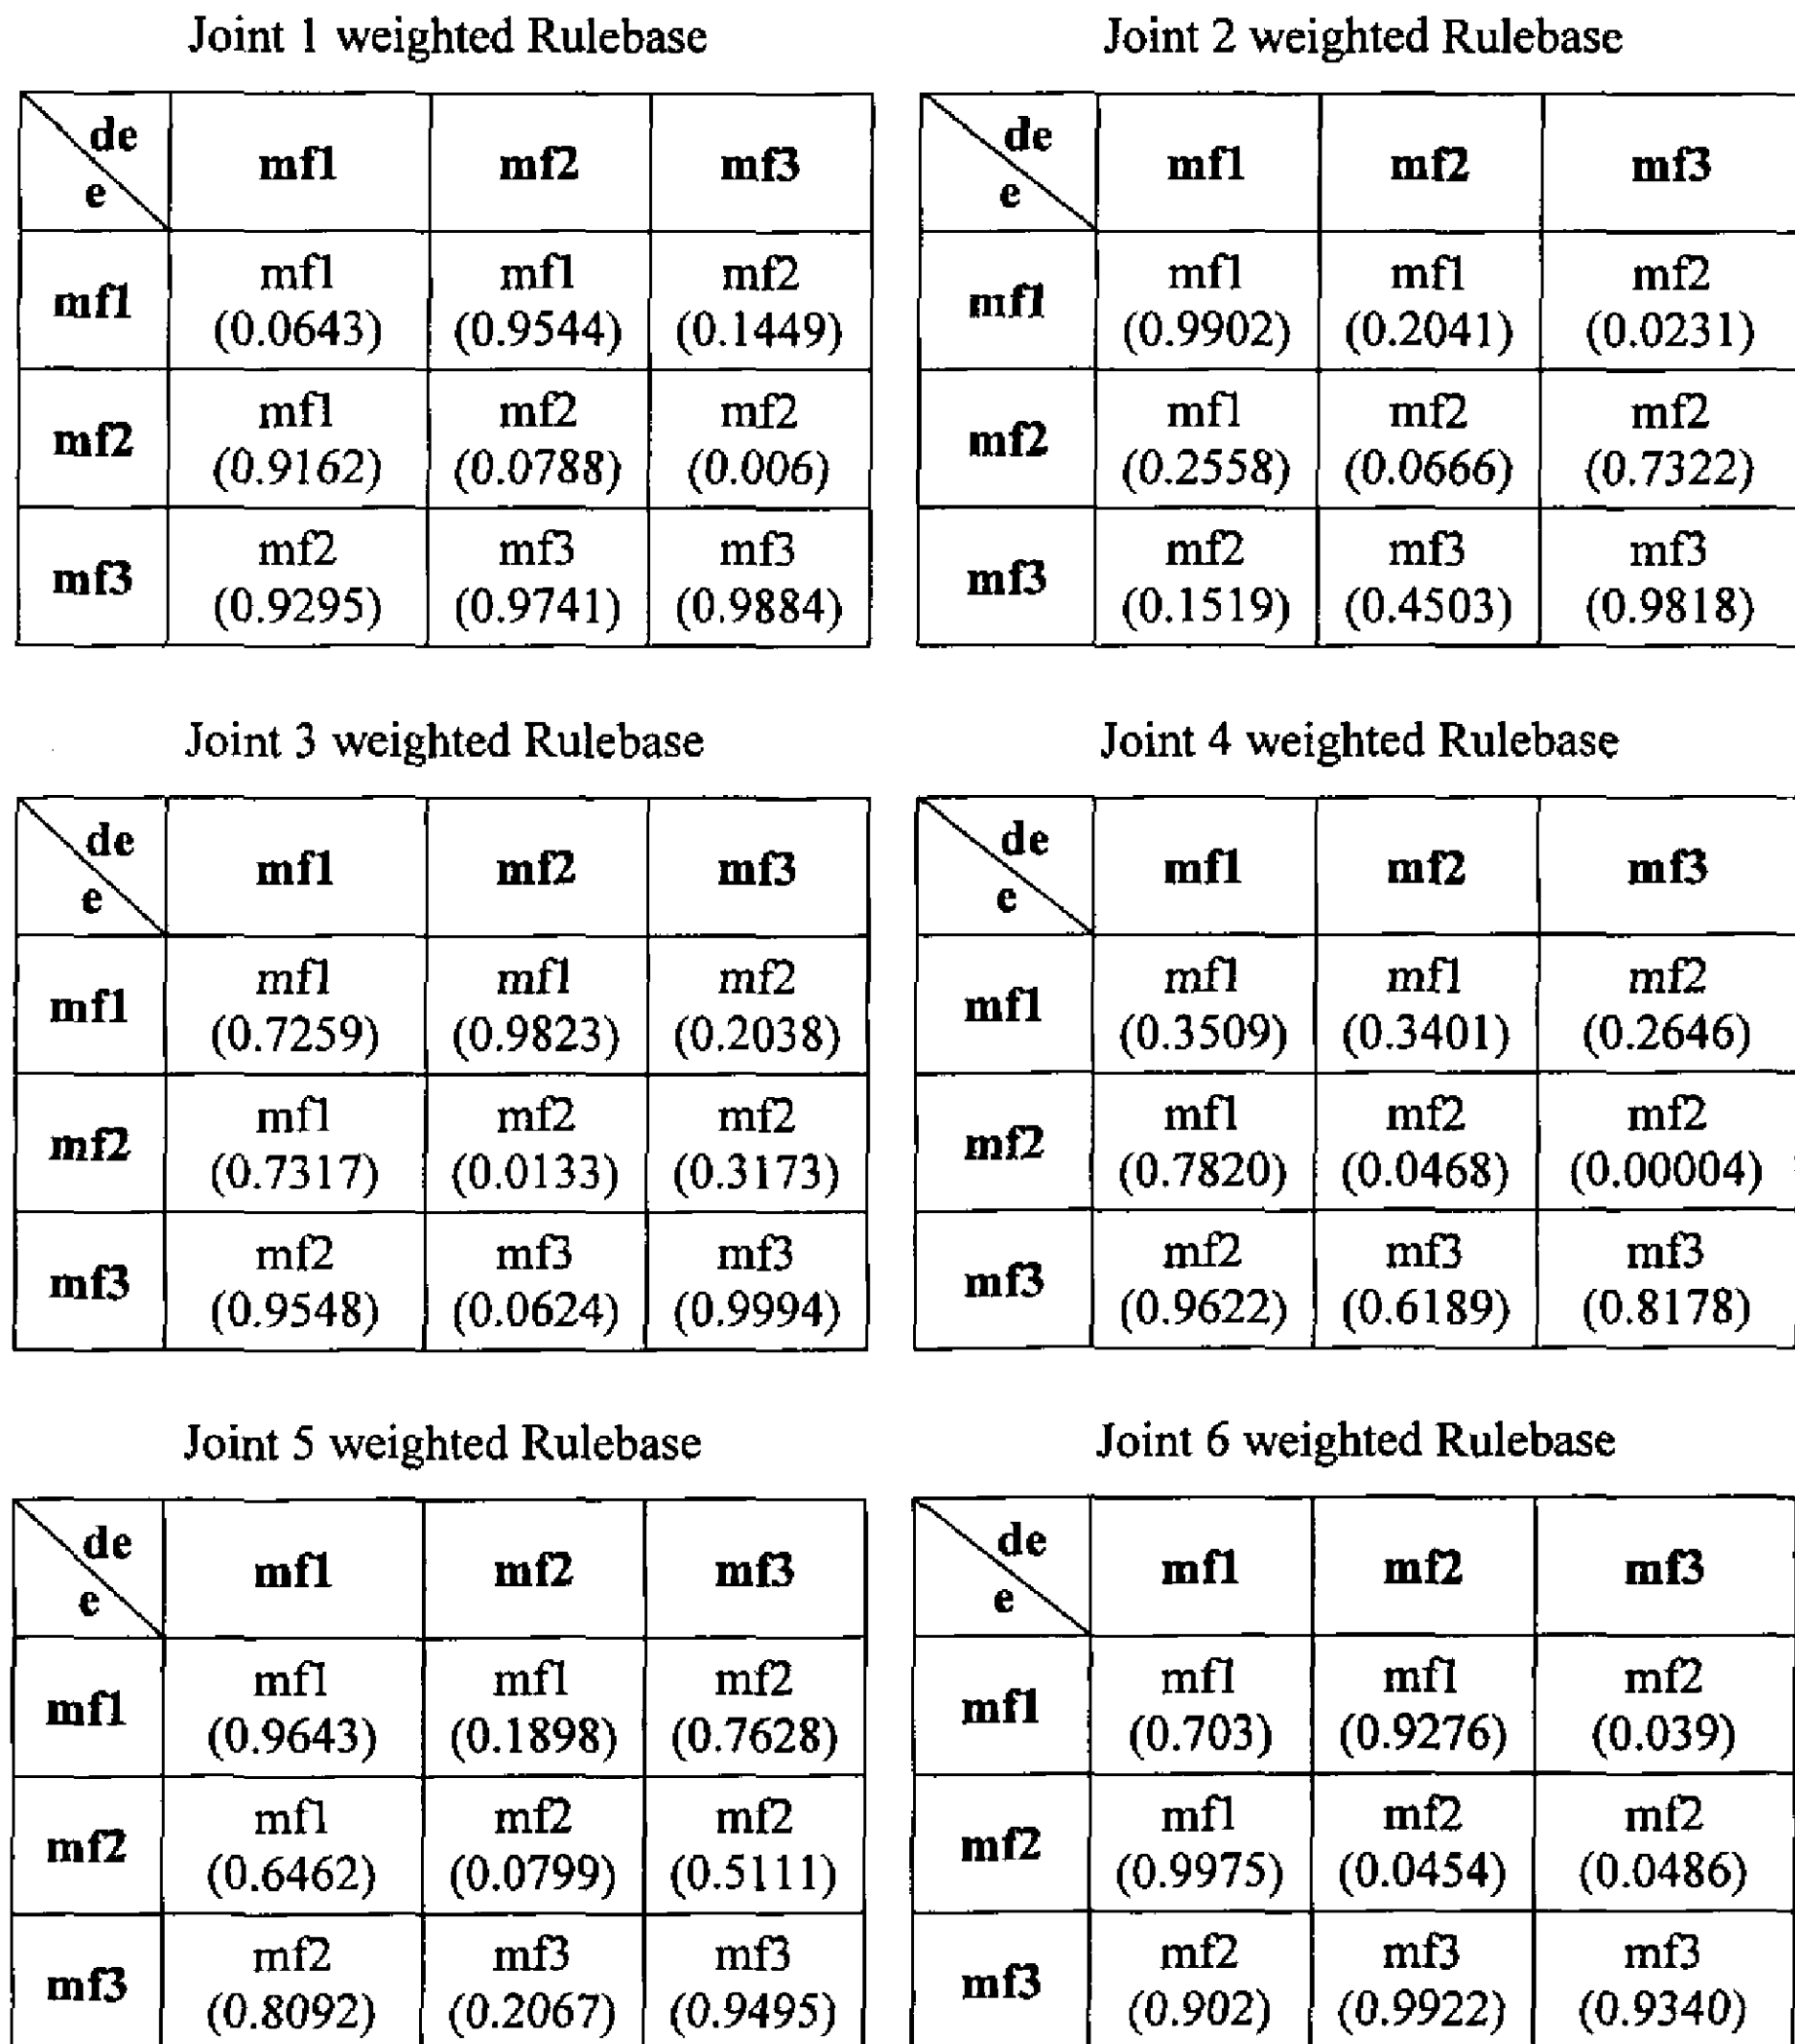 Joint 1 weighted Rulebase
de
e
mf1 mf2 mf3
mf1 mf1 mf1 mf2
(0.0643) (0.9544) (0.1449)
mf2 mf1 mf2 mf2
(0.9162) (0.0788) (0.006)
mf3 mf2 mf3 mf3
(0.9295) (0.9741) (0.9884)
Joint 2 weighted Rulebase
de
e
mf1 mf2 mf3
mf1 mf1 mf1 mf2
(0.9902) (0.2041) (0.0231)
mf2 mf1 mf2 mf2
(0.2558) (0.0666) (0.7322)
mf3 mf2 mf3 mf3
(0.1519) (0.4503) (0.9818)
Joint 3 weighted Rulebase
de
e
mf1 mf2 mf3
mf1 mf1 mf1 mf2
(0.7259) (0.9823) (0.2038)
mf2 mf1 mf2 mf2
(0.7317) (0.0133) (0.3173)
mf3 mf2 mf3 mf3
(0.9548) (0.0624) (0.9994)
Joint 4 weighted Rulebase
de
e
mf1 mf2 mf3
mf1 mf1 mf1 mf2
(0.3509) (0.3401) (0.2646)
mf2 mf1 mf2 mf2
(0.7820) (0.0468) (0.00004)
mf3 mf2 mf3 mf3
(0.9622) (0.6189) (0.8178)
Joint 5 weighted Rulebase
de
e
mf1 mf2 mf3
mf1 mf1 mf1 mf2
(0.9643) (0.1898) (0.7628)
mf2 mf1 mf2 mf2
(0.6462) (0.0799) (0.5111)
mf3 mf2 mf3 mf3
(0.8092) (0.2067) (0.9495)
Joint 6 weighted Rulebase
de
e
mf1 mf2 mf3
mf1 mf1 mf1 mf2
(0.703) (0.9276) (0.039)
mf2 mf1 mf2 mf2
(0.9975) (0.0454) (0.0486)
mf3 mf2 mf3 mf3
(0.902) (0.9922) (0.9340)